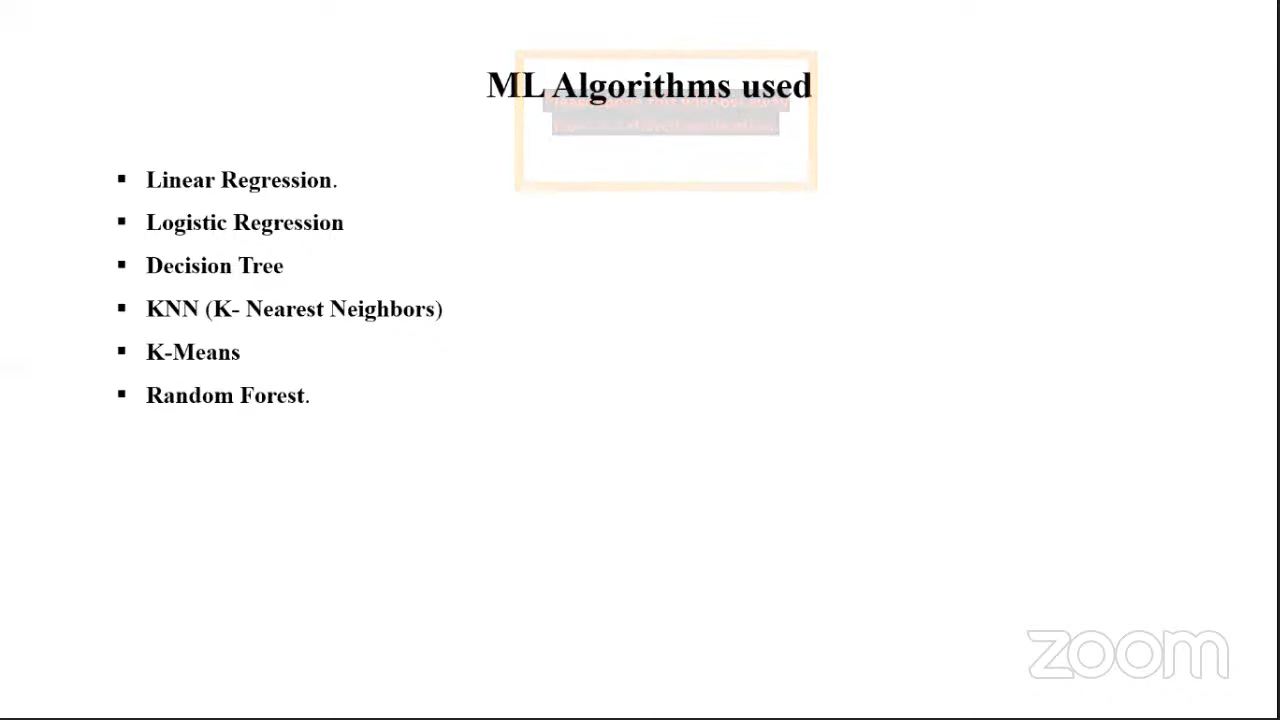 ML Algorithms used
▪ Linear Regression.
▪ Logistic Regression
▪ Decision Tree
▪ KNN (K- Nearest Neighbors)
▪ K-Means
▪ Random Forest.
zoom